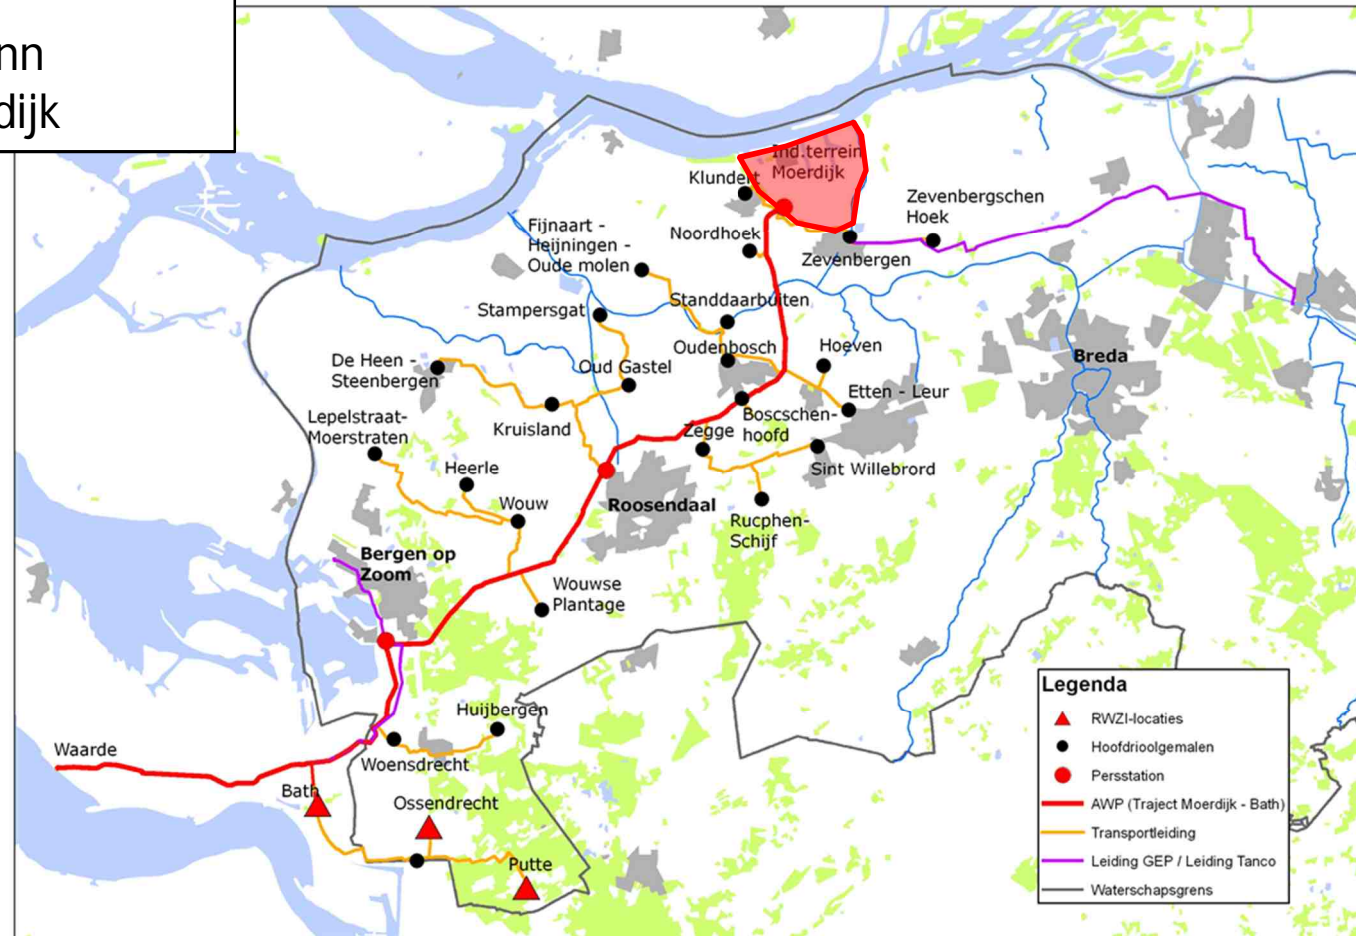 nn
dijk
Ind.terrein
Moerdijk
Klundert
Zevenbergschen
Hoek
Fijnaart -
Heijningen -
Oude molen
Noordhoek
Zevenbergen
Standdaarbuiten
Stampersgat
Oudenbosch
Hoeven
De Heen -
Steenbergen
Oud Gastel
Breda
Etten - Leur
Lepelstraat-
Moerstraten
Kruisland
Zegge
Boscschen-
hoofd
Heerle
Sint Willebrord
Wouw
Roosendaal
Rucphen-
Schijf
Bergen op
Zoom
Wouwse
Plantage
Huijbergen
Waarde
Woensdrecht
Bath
Ossendrecht
Putte
Legenda
RWZI-locaties
Hoofdrioolgemalen
Persstation
AWP (Traject Moerdijk - Bath)
Transportleiding
Leiding GEP / Leiding Tanco
Waterschapsgrens